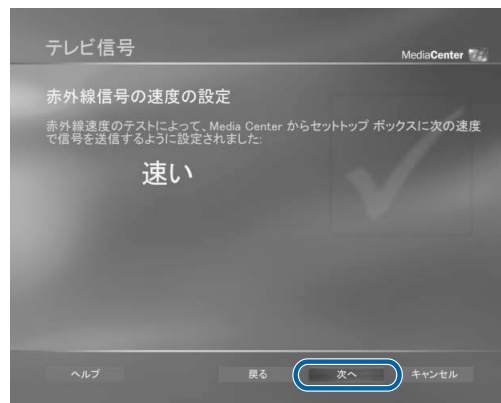 テレビ信号
MediaCenter
赤外線信号の速度の設定
赤外線速度のテストによって、Media Center からセットトップ ボックスに次の速度
で信号を送信するように設定されました:
速い
ヘルプ
戻る
次へ
キャンセル